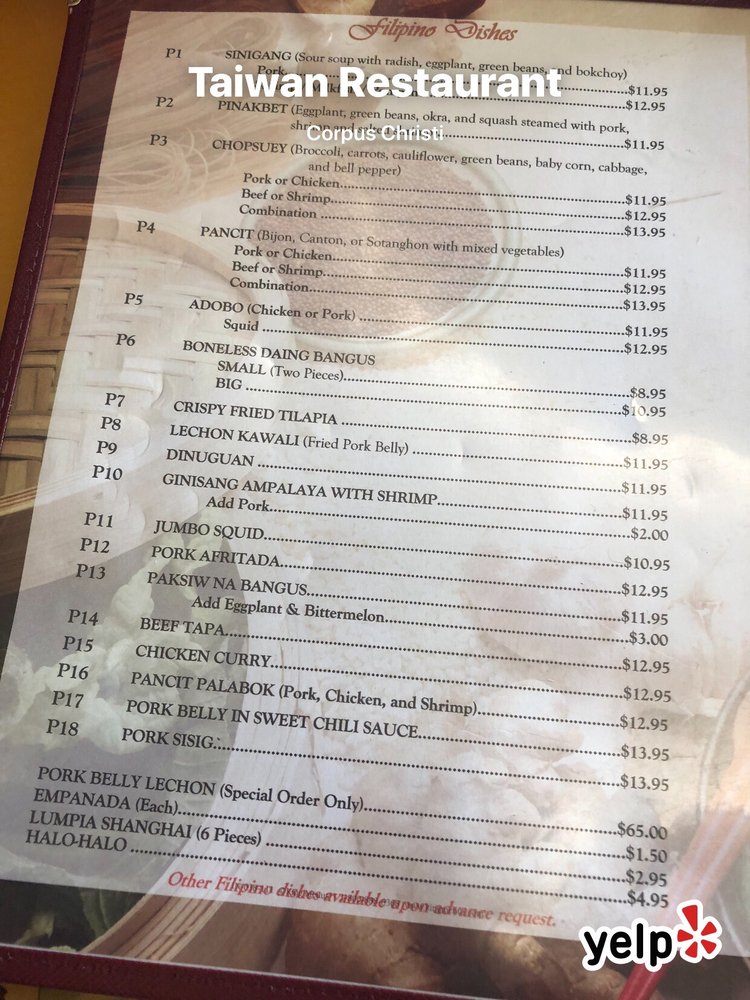 Filipino Dishes
P1 SINIGANG (Sour soup with radish, eggplant, green beans, and bokchoy)
Pork $11.95
$12.95
Taiwan Restaurant
Corpus Christi
P2 PINAKBET (Eggplant, green beans, okra, and squash steamed with pork,
$11.95
P3 CHOPSUEY (Broccoli, carrots, cauliflower, green beans, baby corn, cabbage,
and bell pepper)
Pork or Chicken...$11.95
Beef or Shrimp...$12.95
Combination ...$13.95
P4 PANCIT (Bijon, Canton, or Sotanghon with mixed vegetables)
Pork or Chicken...$11.95
Beef or Shrimp...$12.95
Combination...$13.95
P5 ADOBO (Chicken or Pork) ...$11.95
Squid ...$12.95
P6 BONELESS DAING BANGUS
SMALL (Two Pieces)...$8.95
BIG ...$10.95
P7 CRISPY FRIED TILAPIA ...$8.95
P8 LECHON KAWALI (Fried Pork Belly) ...$11.95
P9 DINUGUAN ...$11.95
P10 GINISANG AMPALAYA WITH SHRIMP...$11.95
Add Pork...$2.00
P11 JUMBO SQUID...$10.95
P12 PORK AFRITADA...$12.95
P13 PAKSIW NA BANGUS...$11.95
Add Eggplant & Bittermelon...$3.00
P14 BEEF TAPA...$12.95
P15 CHICKEN CURRY...$12.95
P16 PANCIT PALABOK (Pork, Chicken, and Shrimp)...$12.95
P17 PORK BELLY IN SWEET CHILI SAUCE...$13.95
P18 PORK SISIG...$13.95
PORK BELLY LECHON (Special Order Only)...$65.00
EMPANADA (Each)...$1.50
LUMPIA SHANGHAI (6 Pieces) ...$2.95
HALO-HALO ...$4.95
Other Filipino dishes available upon advance request.
yelp